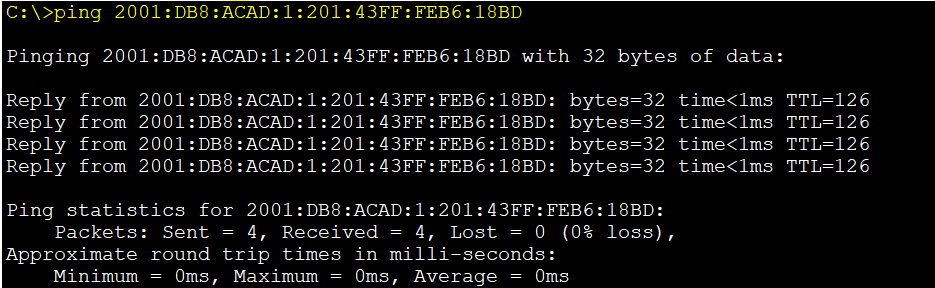 C:\>ping 2001:DB8:ACAD:1:201:43FF:FEB6:18BD
Pinging 2001:DB8:ACAD:1:201:43FF:FEB6:18BD with 32 bytes of data:
Reply from 2001:DB8:ACAD:1:201:43FF:FEB6:18BD: bytes=32 time<1ms TTL=126
Reply from 2001:DB8:ACAD:1:201:43FF:FEB6:18BD: bytes=32 time<1ms TTL=126
Reply from 2001:DB8:ACAD:1:201:43FF:FEB6:18BD: bytes=32 time<1ms TTL=126
Reply from 2001:DB8:ACAD:1:201:43FF:FEB6:18BD: bytes=32 time<1ms TTL=126
Ping statistics for 2001:DB8:ACAD:1:201:43FF:FEB6:18BD:
Packets: Sent = 4, Received = 4, Lost = 0 (0% loss),
Approximate round trip times in milli-seconds:
Minimum = 0ms, Maximum = 0ms, Average = 0ms